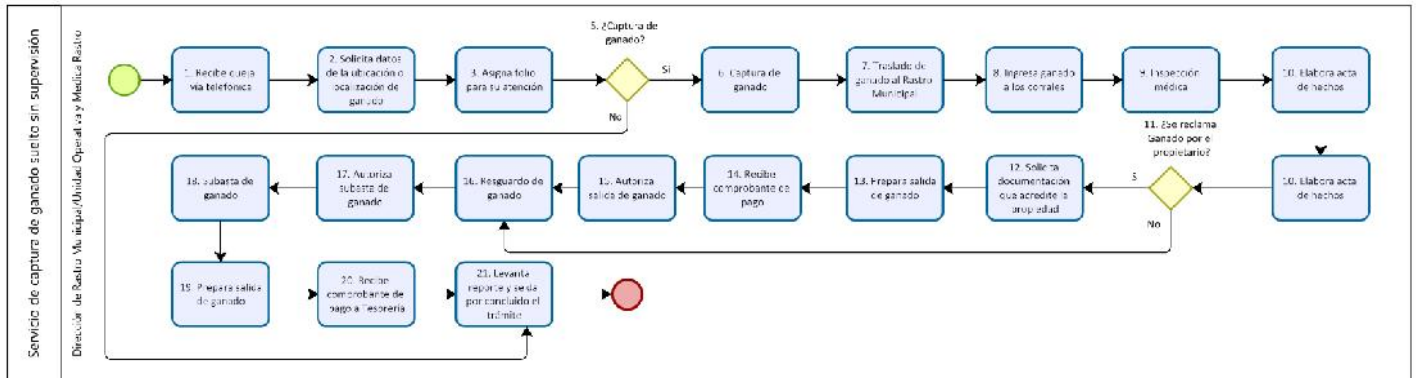 Servicio de captura de ganado suelto sin supervisión
Dirección de Rastro Municipal/Unidad Operativa y Medica Rastro
1. Recibe queja
vía telefónica
2. Solicita datos
de la ubicación o
localización de
ganado
3. Asigna folio
para su atención
5. ¿Captura de
ganado?
Si
No
6. Captura de
ganado
7. Traslado de
ganado al Rastro
Municipal
8. Ingresa ganado
a los corrales
9. Inspección
médica
10. Elabora acta
de hechos
10. Elabora acta
de hechos
11. ¿Se reclama
Ganado por el
propietario?
S
No
12. Solicita
documentación
que acredite la
propiedad
13. Prepara salida
de ganado
14. Recibe
comprobante de
pago
15. Autoriza
salida de ganado
16. Resguardo de
ganado
17. Autoriza
subasta de
ganado
18. Subasta de
ganado
19. Prepara salida
de ganado
20. Recibe
comprobante de
pago a Tesorería
21. Levanta
reporte y se da
por concluido el
trámite